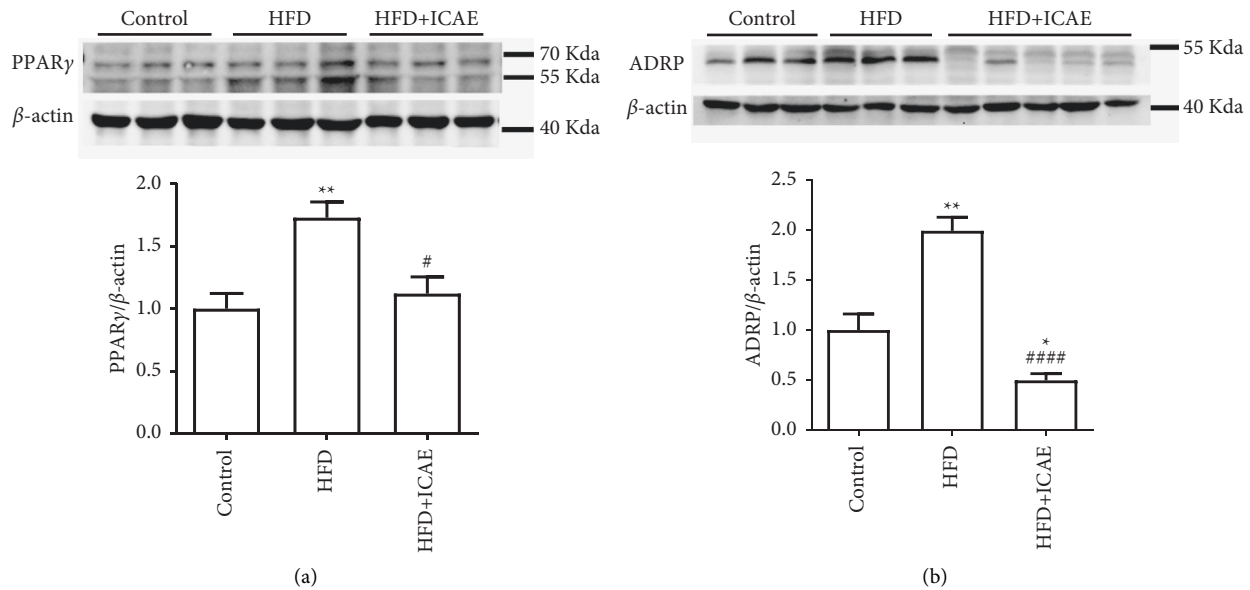 Control HFD HFD+ICAE
PPARγ
70 Kda
55 Kda
β-actin
40 Kda
PPARγ/β-actin
2.0
1.5
1.0
0.5
0.0
**
#
Control
HFD
HFD+ICAE
(a)
Control HFD HFD+ICAE
ADRP
55 Kda
β-actin
40 Kda
ADRP/β-actin
2.5
2.0
1.0
0.5
0.0
**
*
####
Control
HFD
HFD+ICAE
(b)